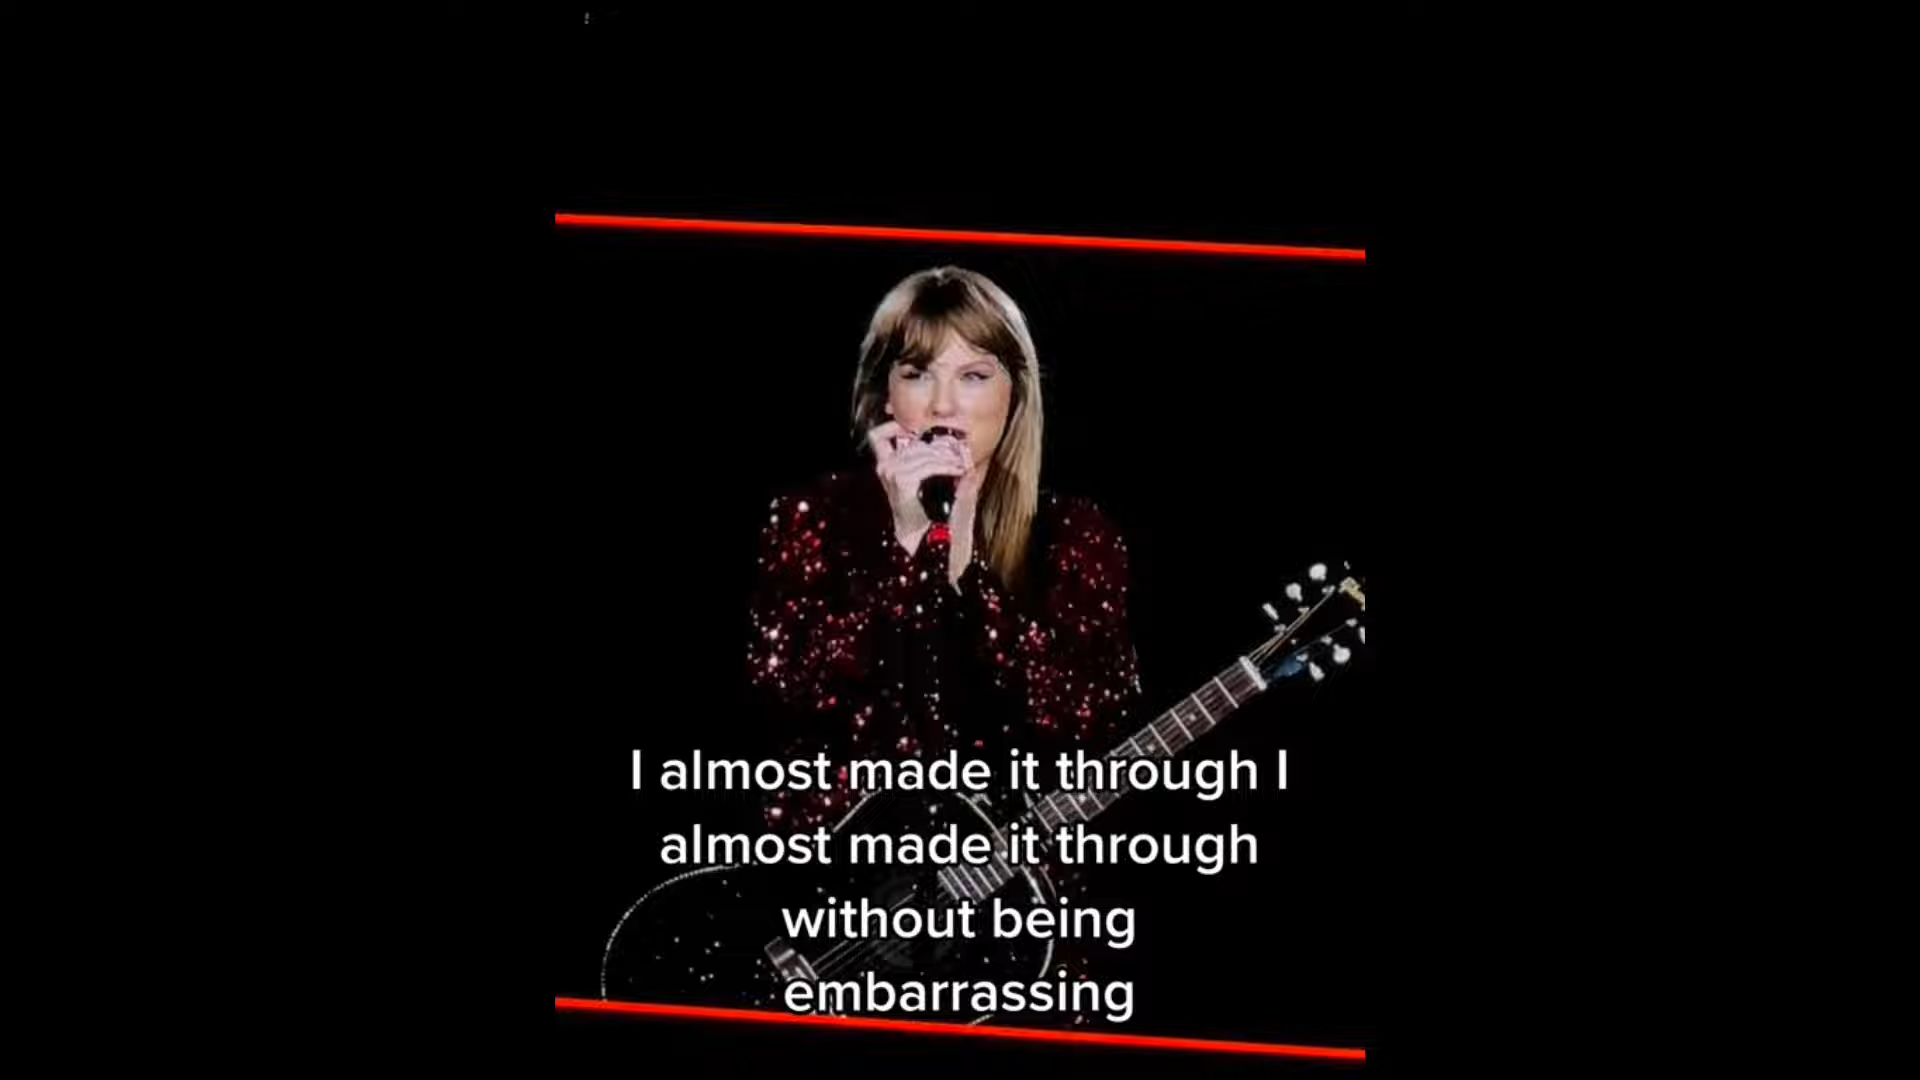 I almost made it through I
almost made it through
without being
embarrassing